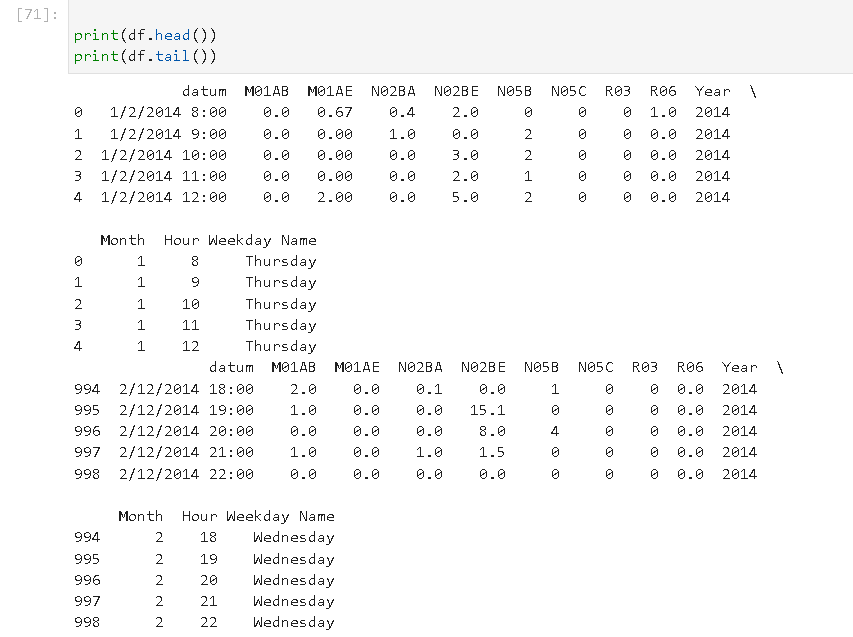 [71]:
print(df.head())
print(df.tail())
datum M01AB M01AE N02BA N02BE N05B N05C R03 R06 Year \
0 1/2/2014 8:00 0.0 0.67 0.4 2.0 0 0 0 1.0 2014
1 1/2/2014 9:00 0.0 0.00 1.0 0.0 2 0 0 0.0 2014
2 1/2/2014 10:00 0.0 0.00 0.0 3.0 2 0 0 0.0 2014
3 1/2/2014 11:00 0.0 0.00 0.0 2.0 1 0 0 0.0 2014
4 1/2/2014 12:00 0.0 2.00 0.0 5.0 2 0 0 0.0 2014
Month Hour Weekday Name
0 1 8 Thursday
1 1 9 Thursday
2 1 10 Thursday
3 1 11 Thursday
4 1 12 Thursday
datum M01AB M01AE N02BA N02BE N05B N05C R03 R06 Year \
994 2/12/2014 18:00 2.0 0.0 0.1 0.0 1 0 0 0.0 2014
995 2/12/2014 19:00 1.0 0.0 0.0 15.1 0 0 0 0.0 2014
996 2/12/2014 20:00 0.0 0.0 0.0 8.0 4 0 0 0.0 2014
997 2/12/2014 21:00 1.0 0.0 1.0 1.5 0 0 0 0.0 2014
998 2/12/2014 22:00 0.0 0.0 0.0 0.0 0 0 0 0.0 2014
Month Hour Weekday Name
994 2 18 Wednesday
995 2 19 Wednesday
996 2 20 Wednesday
997 2 21 Wednesday
998 2 22 Wednesday